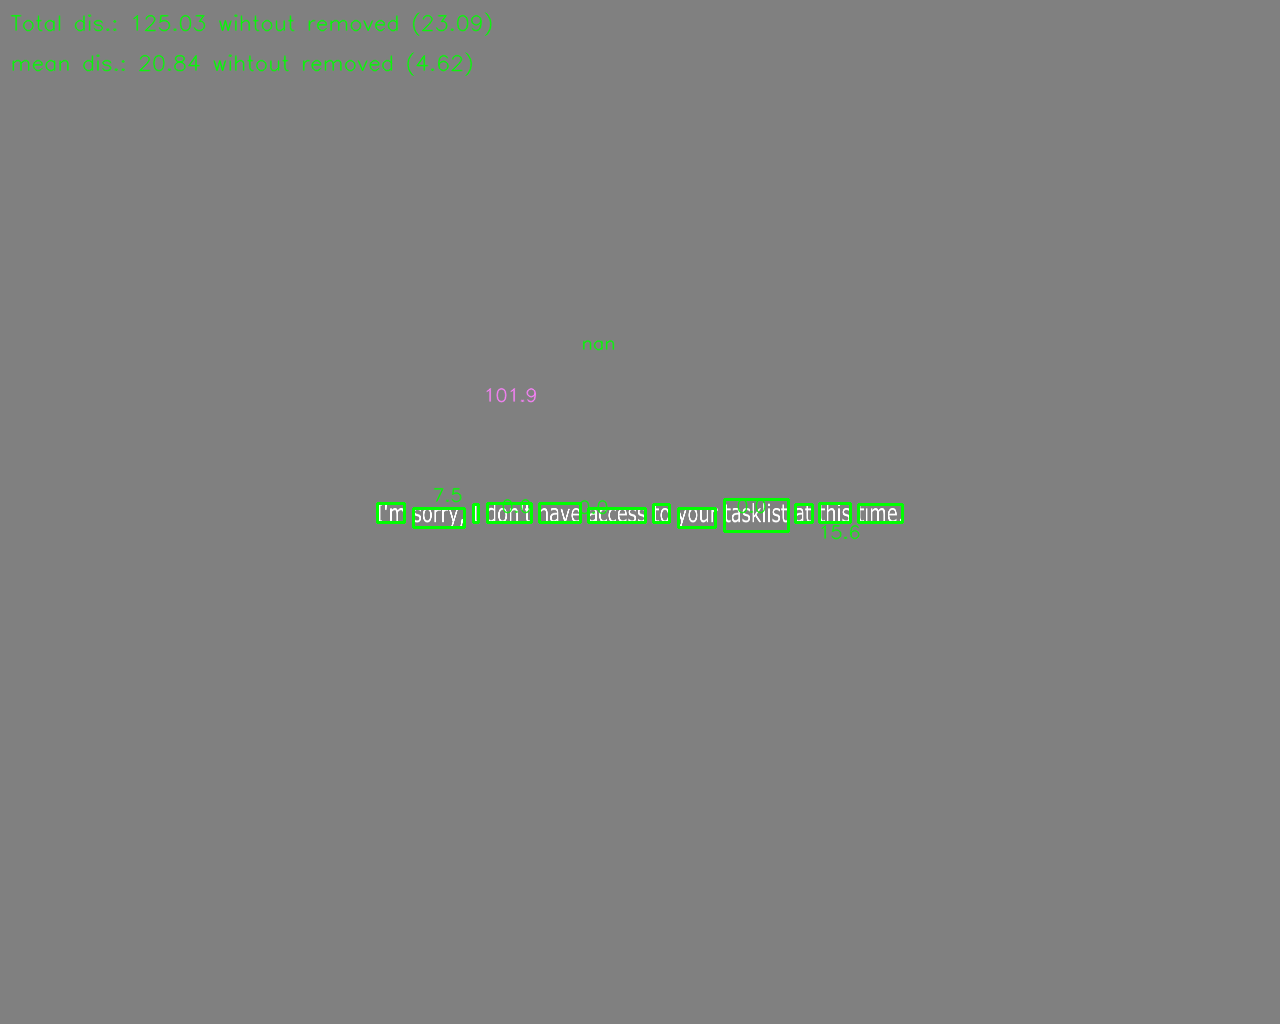 Total dis.: 125.03 wihtout removed (23.09)
mean dis.: 20.84 wihtout removed (4.62)
nan
101.9
7.5
I'm sorry, I don't have access to your tasklist at this time.
15.6